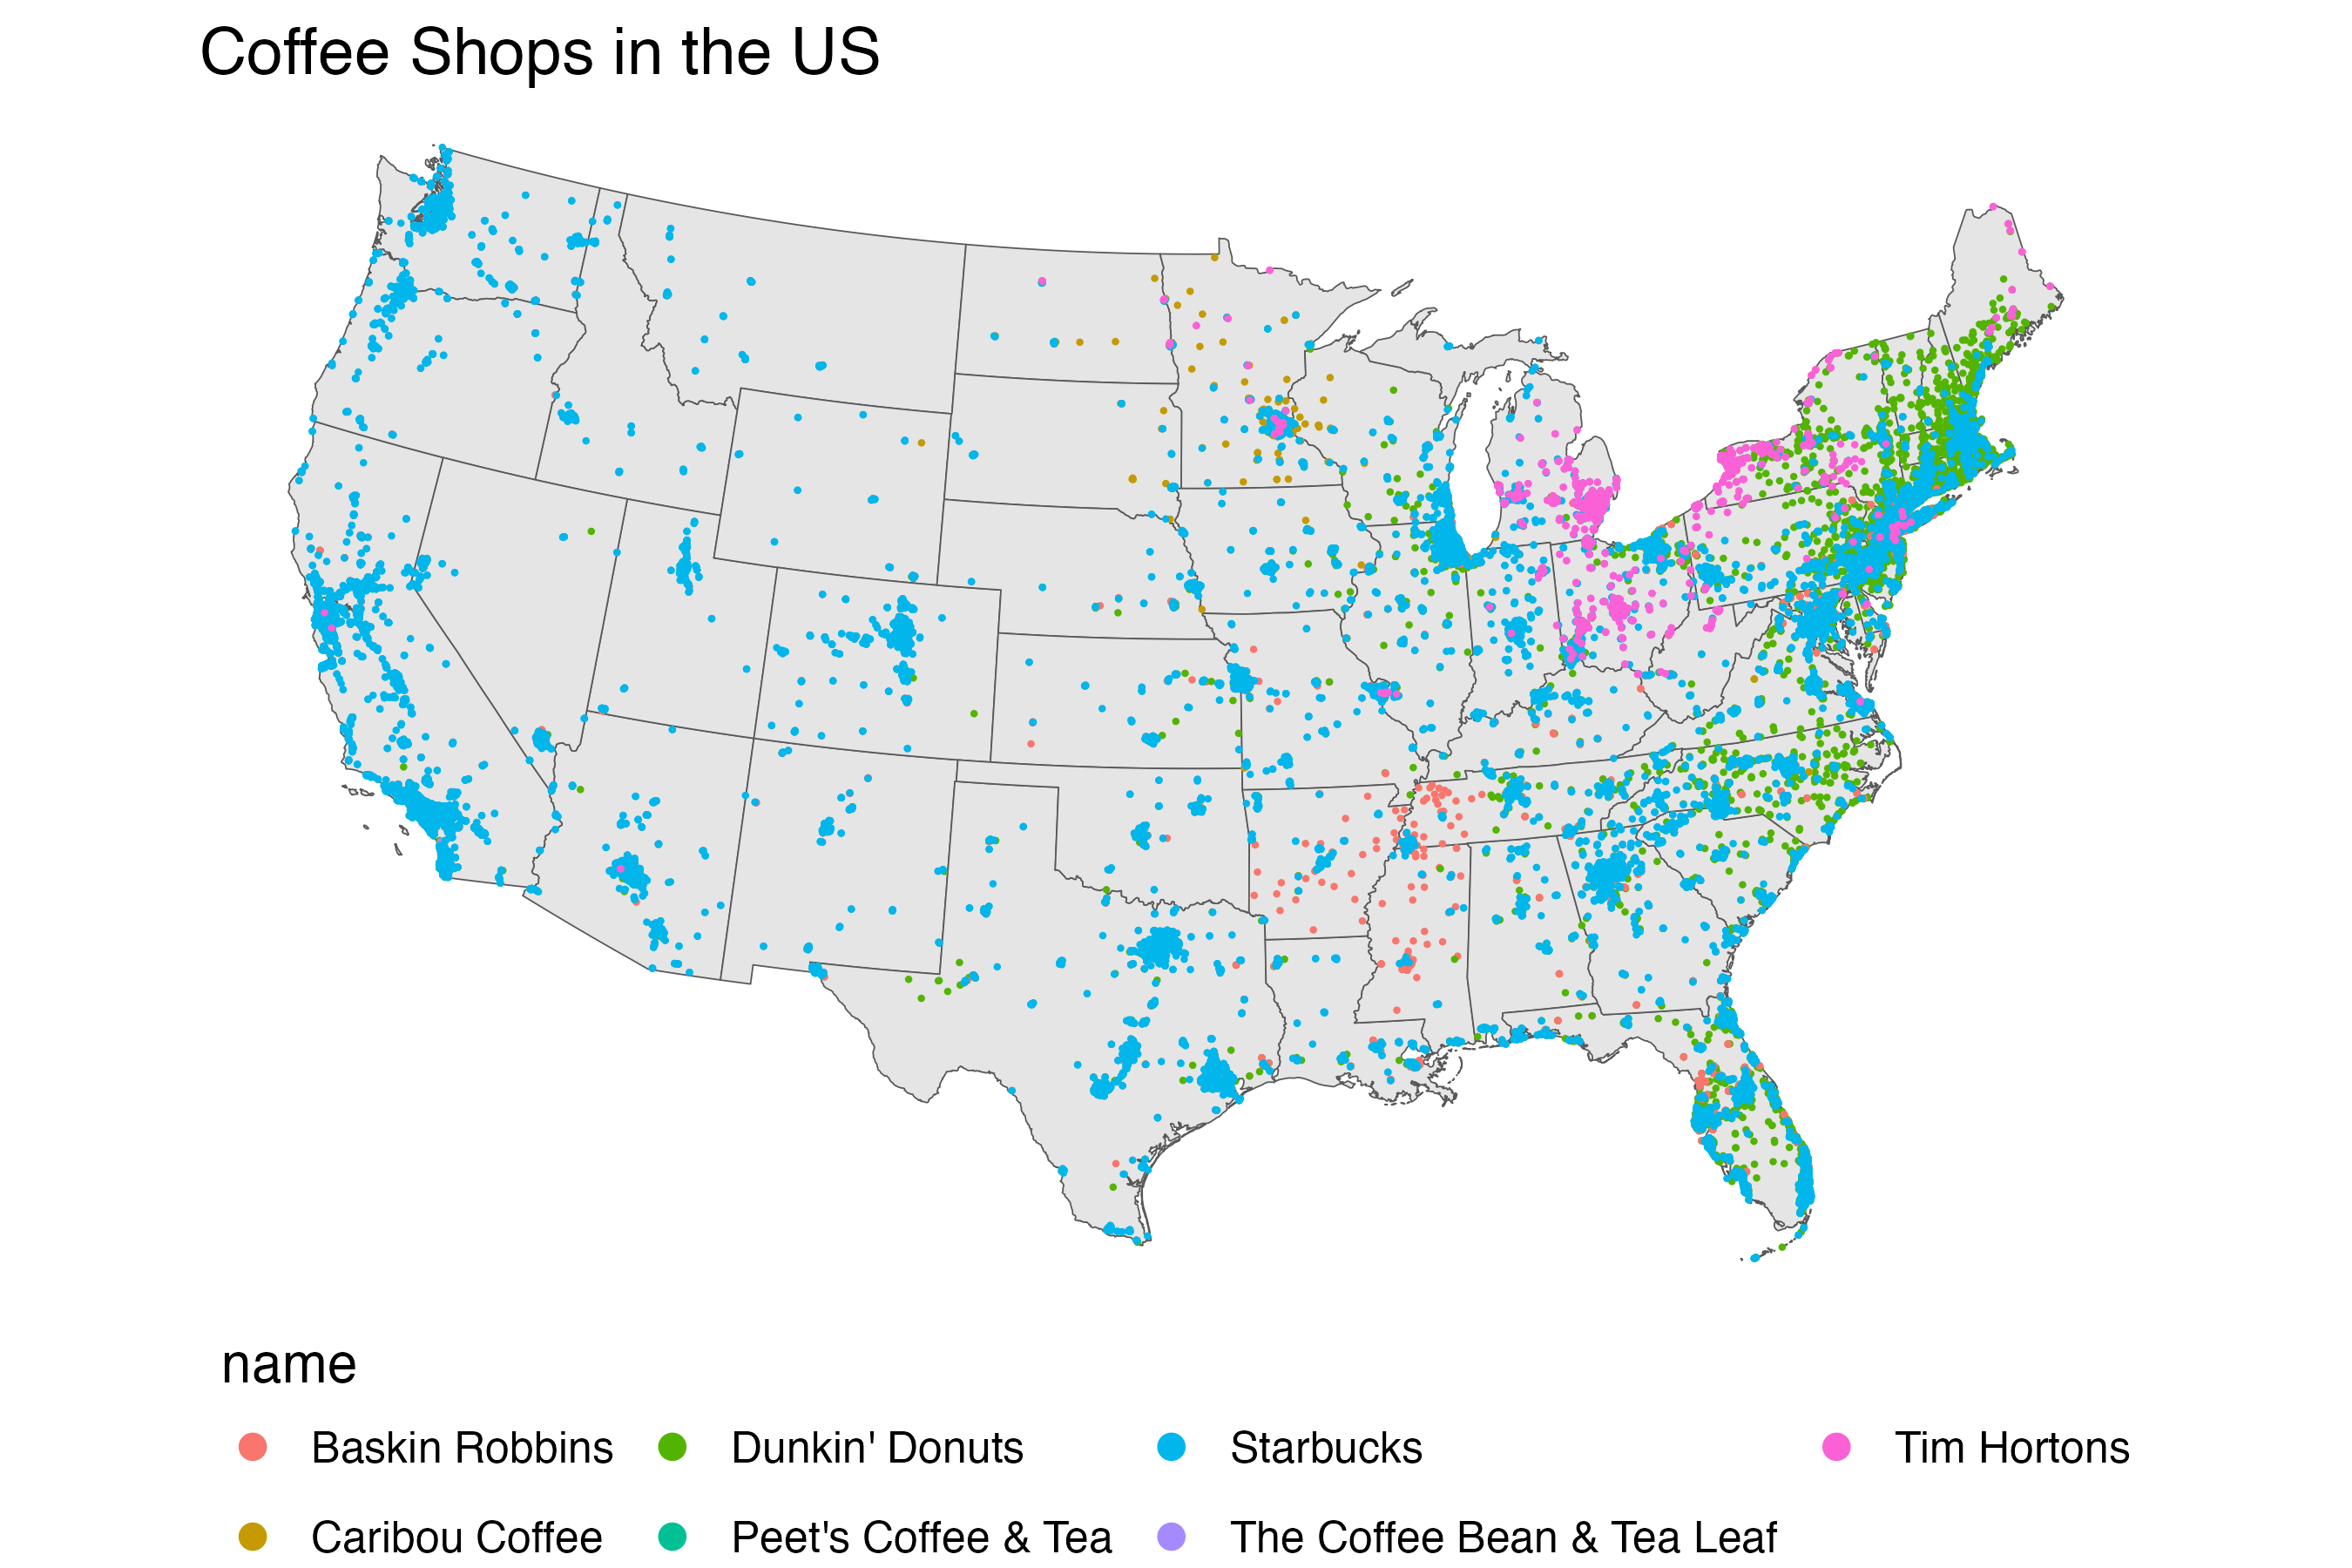 Coffee Shops in the US
name
Baskin Robbins
Dunkin' Donuts
Starbucks
Tim Hortons
Caribou Coffee
Peet's Coffee & Tea
The Coffee Bean & Tea Leaf